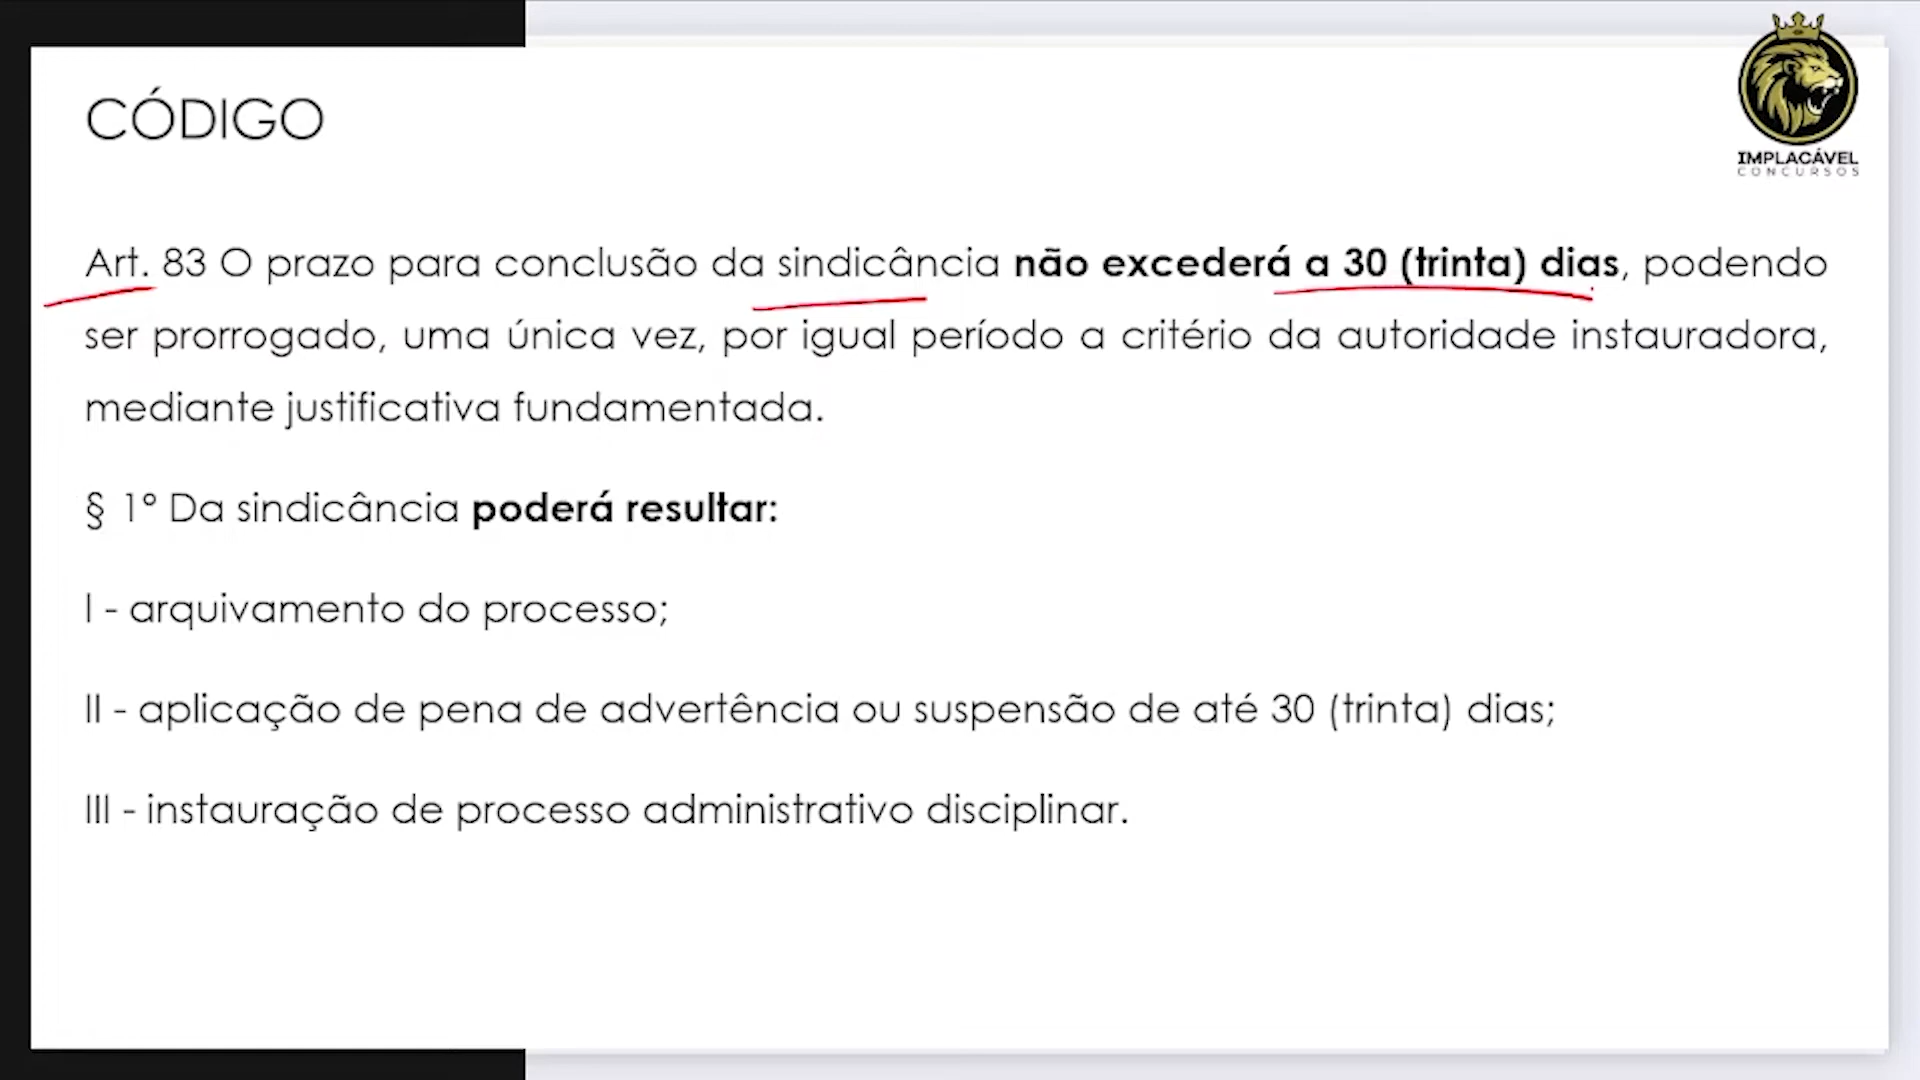 CÓDIGO
IMPLACÁVEL
CONCURSOS
Art. 83 O prazo para conclusão da sindicância não excederá a 30 (trinta) dias, podendo
ser prorrogado, uma única vez, por igual período a critério da autoridade instauradora,
mediante justificativa fundamentada.
§ 1º Da sindicância poderá resultar:
I - arquivamento do processo;
II - aplicação de pena de advertência ou suspensão de até 30 (trinta) dias;
III - instauração de processo administrativo disciplinar.